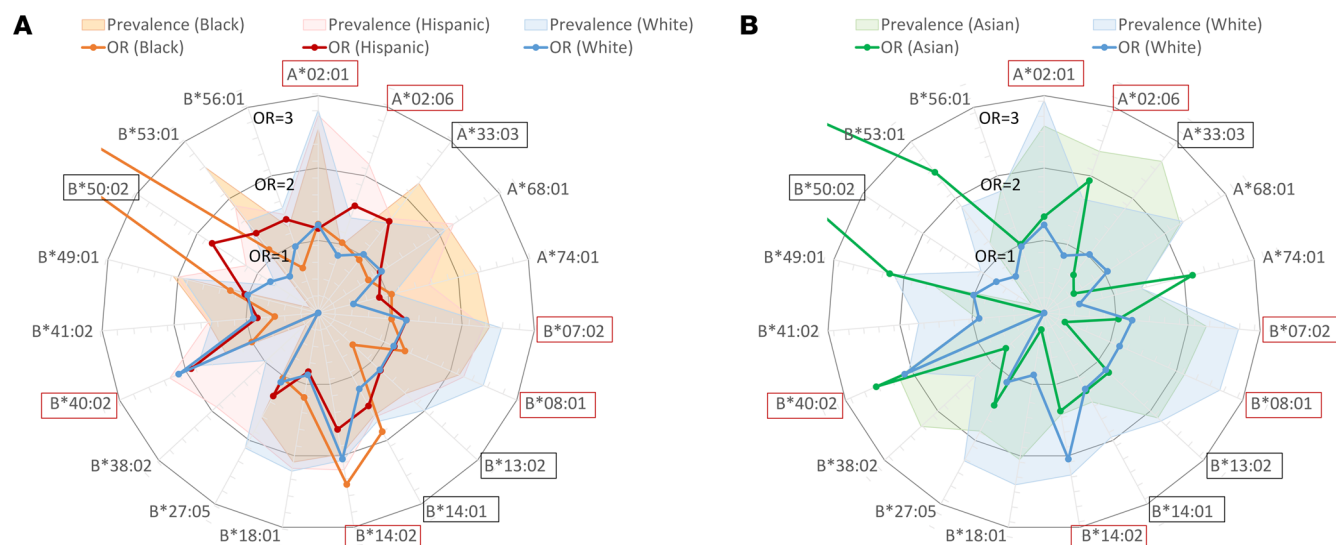 A
Prevalence (Black) Prevalence (Hispanic) Prevalence (White)
OR (Black) OR (Hispanic) OR (White)
A*02:01
B*56:01 A*02:06
OR=3
B*53:01 A*33:03
OR=2
B*50:02 A*68:01
OR=1
B*49:01 A*74:01
B*41:02 B*07:02
B*40:02 B*08:01
B*38:02 B*13:02
B*27:05 B*14:01
B*18:01 B*14:02
B
Prevalence (Asian) Prevalence (White)
OR (Asian) OR (White)
A*02:01
B*56:01 A*02:06
OR=3
B*53:01 A*33:03
OR=2
B*50:02 A*68:01
OR=1
B*49:01 A*74:01
B*41:02 B*07:02
B*40:02 B*08:01
B*38:02 B*13:02
B*27:05 B*14:01
B*18:01 B*14:02